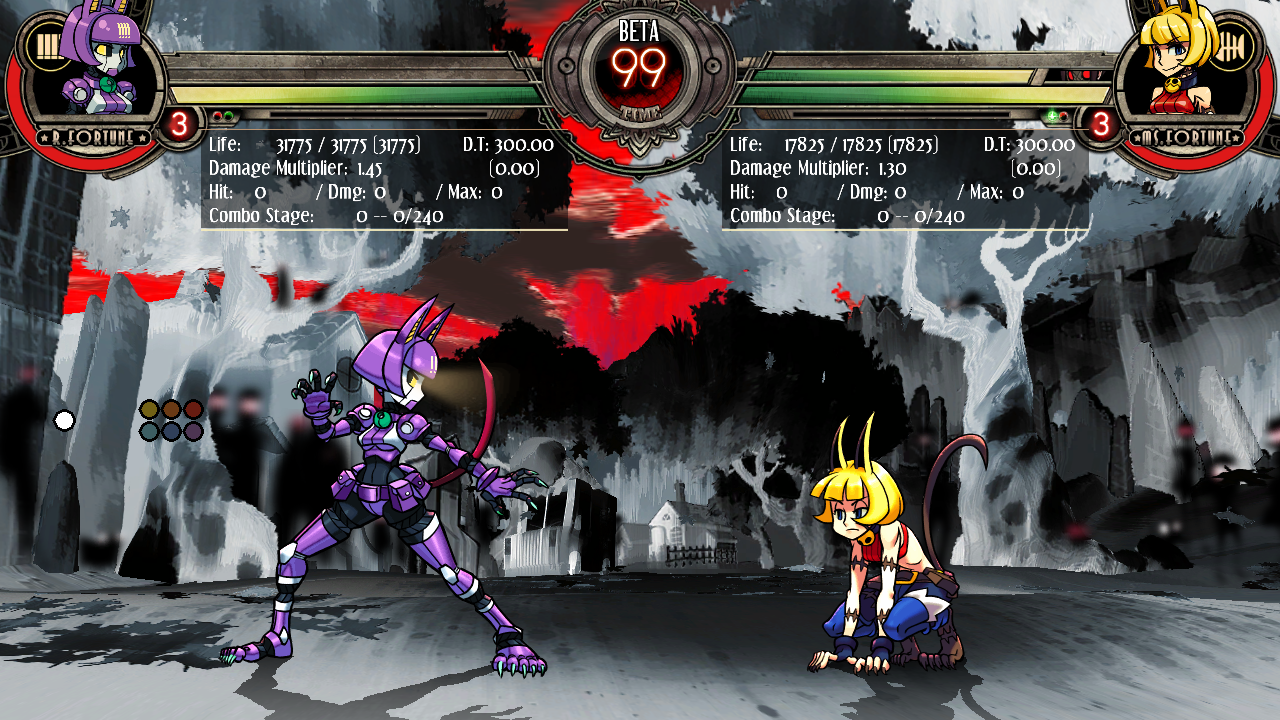 BETA
99
TIME
R.FORTUNE
3
3
MS.FORTUNE
Life: 31775 / 31775 (31775) D.T: 300.00
Damage Multiplier: 1.45 (0.00)
Hit: 0 / Dmg: 0 / Max: 0
Combo Stage: 0 -- 0/240
Life: 17825 / 17825 (17825) D.T: 300.00
Damage Multiplier: 1.30 (0.00)
Hit: 0 / Dmg: 0 / Max: 0
Combo Stage: 0 -- 0/240